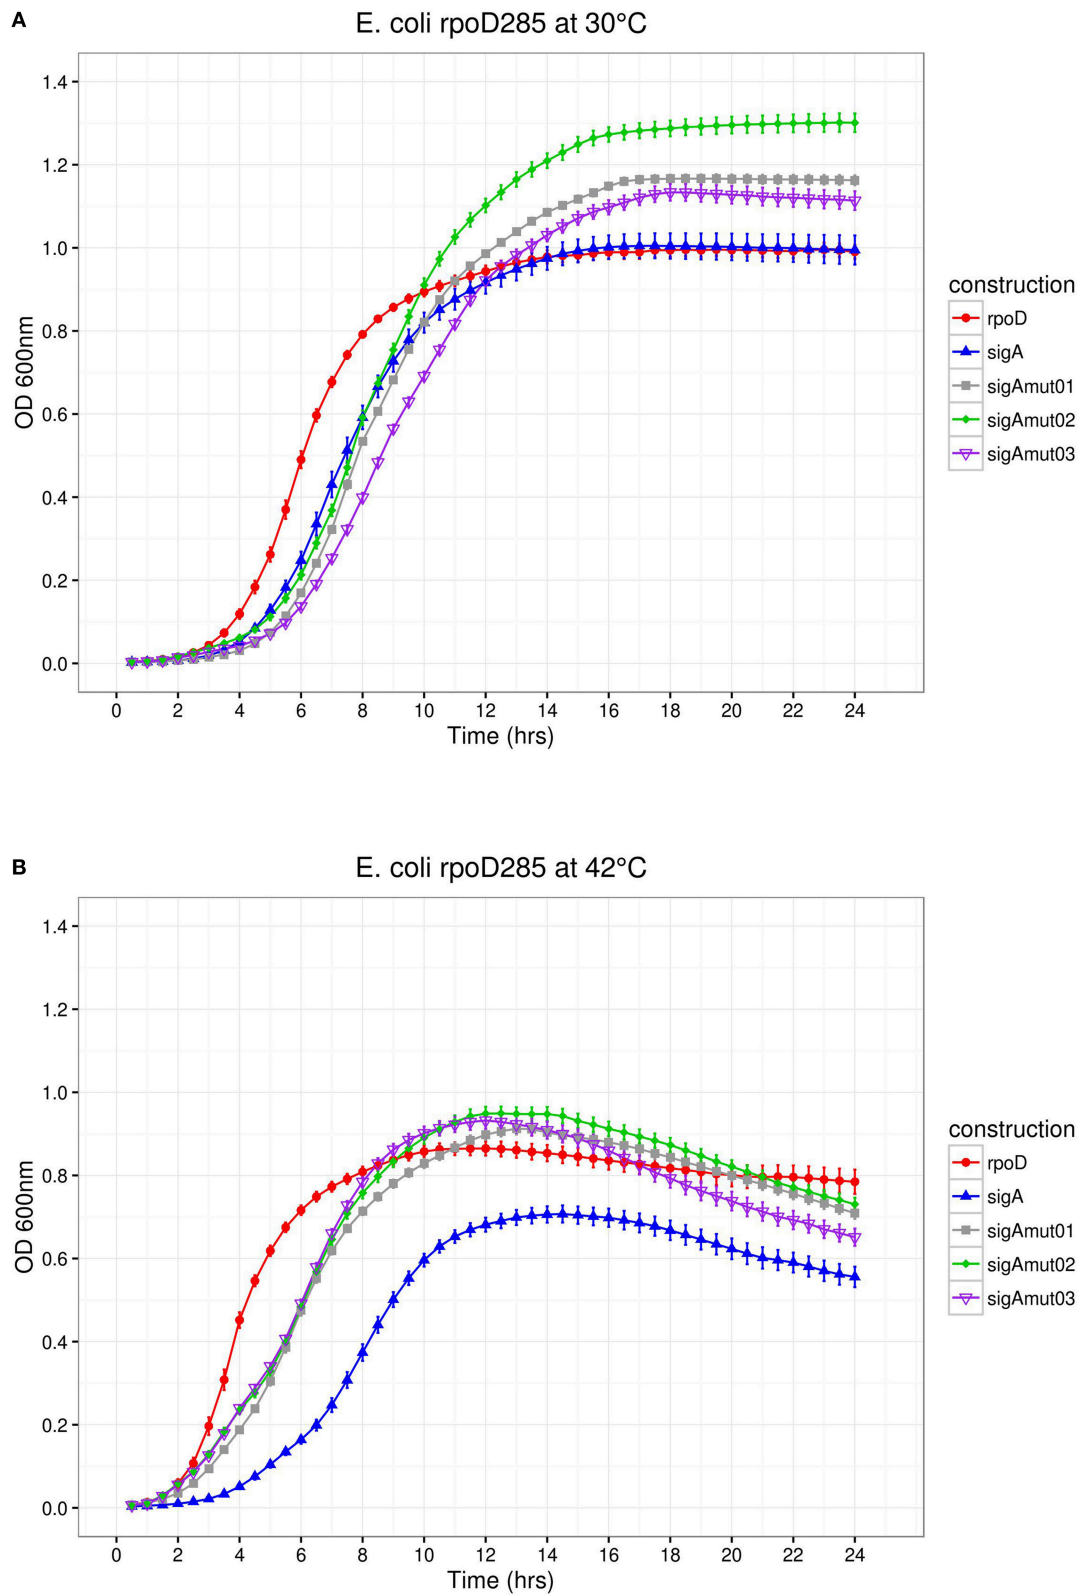 A
E. coli rpoD285 at 30°C
1.4
1.2
1.0
0.8
0.6
0.4
0.2
0.0
OD 600nm
0 2 4 6 8 10 12 14 16 18 20 22 24
Time (hrs)
construction
rpoD
sigA
sigAmut01
sigAmut02
sigAmut03
B
E. coli rpoD285 at 42°C
1.4
1.2
1.0
0.8
0.6
0.4
0.2
0.0
OD 600nm
0 2 4 6 8 10 12 14 16 18 20 22 24
Time (hrs)
construction
rpoD
sigA
sigAmut01
sigAmut02
sigAmut03